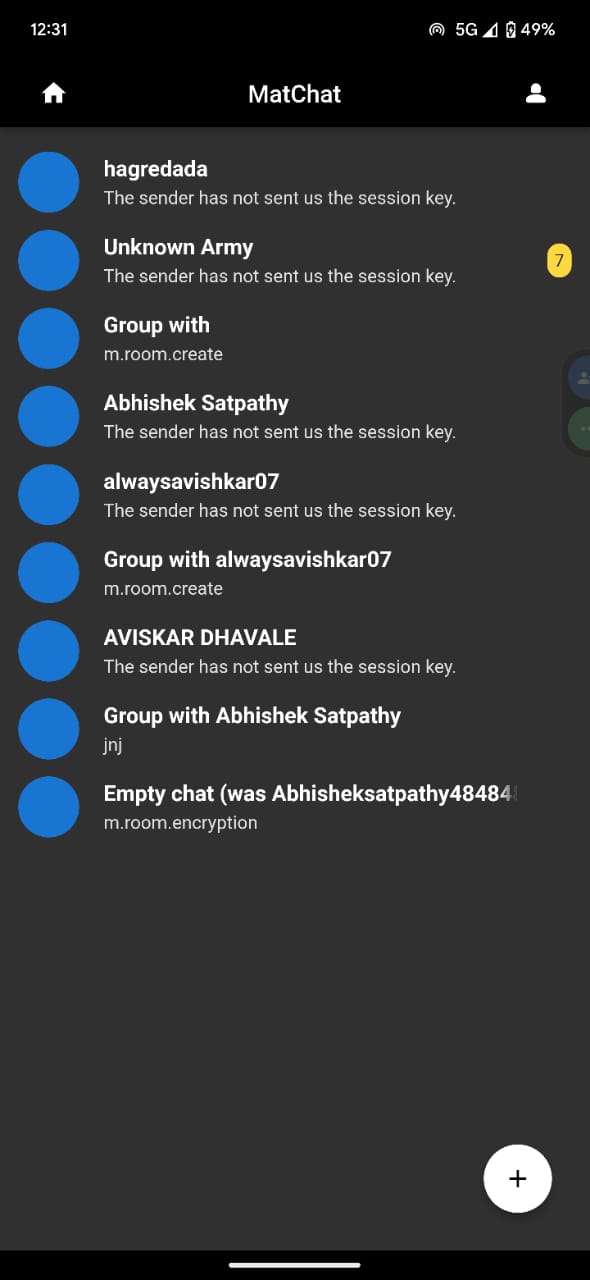 12:31
5G 49%
MatChat
hagredada
The sender has not sent us the session key.
Unknown Army
The sender has not sent us the session key.
7
Group with
m.room.create
Abhishek Satpathy
The sender has not sent us the session key.
alwaysavishkar07
The sender has not sent us the session key.
Group with alwaysavishkar07
m.room.create
AVISKAR DHAVALE
The sender has not sent us the session key.
Group with Abhishek Satpathy
jnj
Empty chat (was Abhisheksatpathy48484
m.room.encryption
+